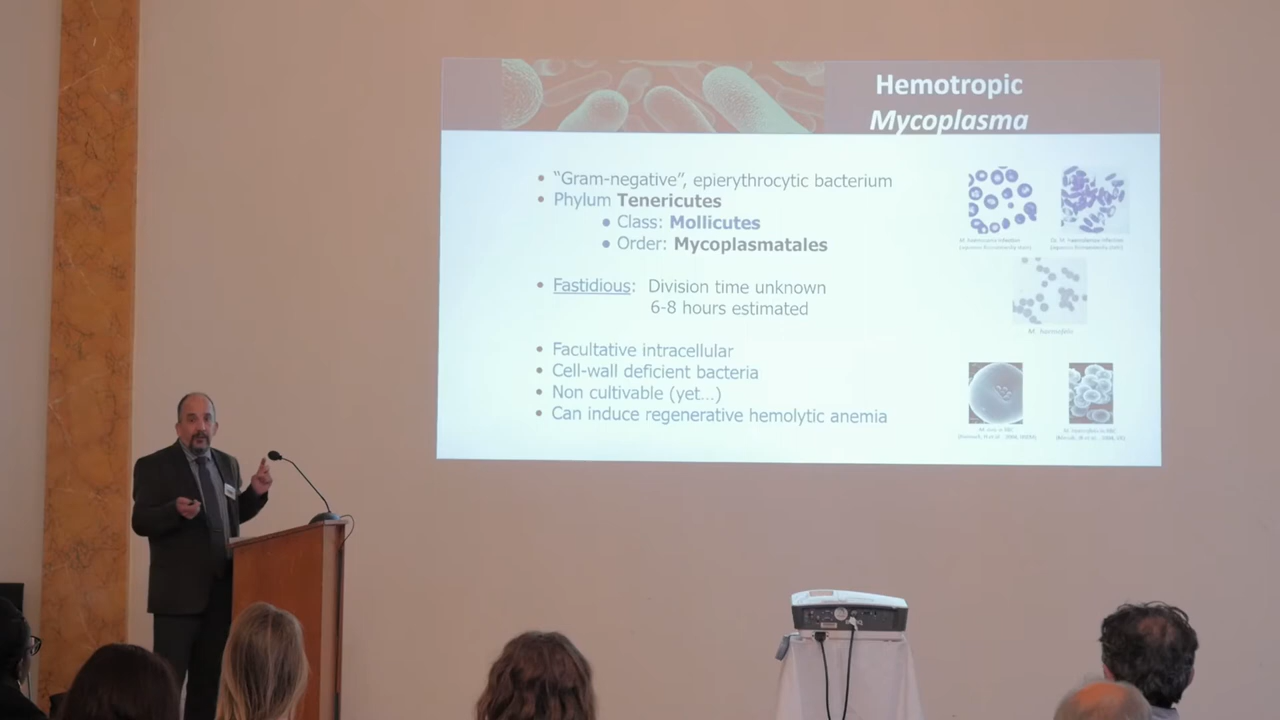 Hemotropic
Mycoplasma
• “Gram-negative”, epierythrocytic bacterium
• Phylum Tenericutes
• Class: Mollicutes
• Order: Mycoplasmatales
• Fastidious: Division time unknown
6-8 hours estimated
• Facultative intracellular
• Cell-wall deficient bacteria
• Non cultivable (yet...)
• Can induce regenerative hemolytic anemia